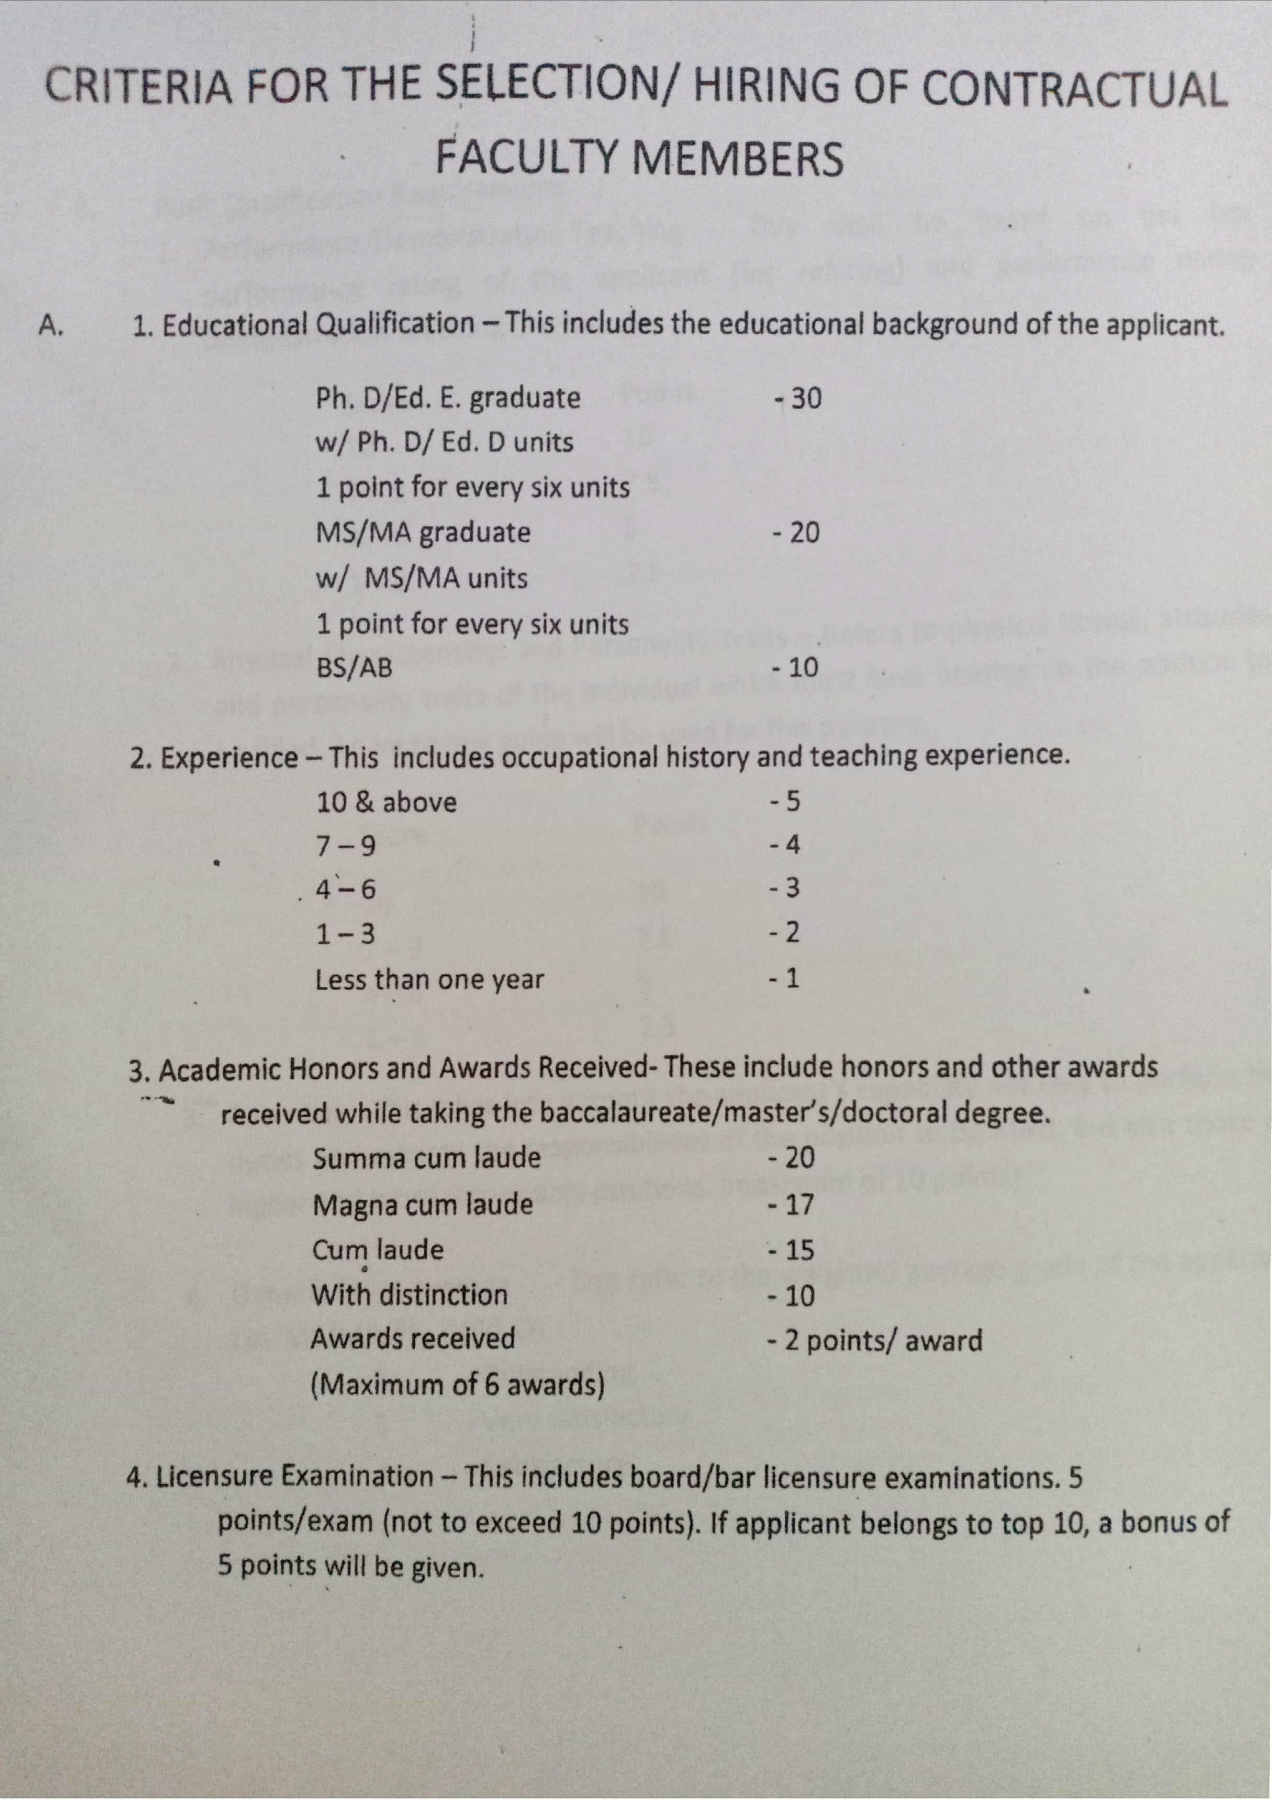 CRITERIA FOR THE SELECTION/ HIRING OF CONTRACTUAL
FACULTY MEMBERS
A. 1. Educational Qualification – This includes the educational background of the applicant.
Ph. D/Ed. E. graduate - 30
w/ Ph. D/ Ed. D units
1 point for every six units
MS/MA graduate - 20
w/ MS/MA units
1 point for every six units
BS/AB - 10
2. Experience – This includes occupational history and teaching experience.
10 & above - 5
7 – 9 - 4
4 – 6 - 3
1 – 3 - 2
Less than one year - 1
3. Academic Honors and Awards Received- These include honors and other awards
received while taking the baccalaureate/master's/doctoral degree.
Summa cum laude - 20
Magna cum laude - 17
Cum laude - 15
With distinction - 10
Awards received - 2 points/ award
(Maximum of 6 awards)
4. Licensure Examination – This includes board/bar licensure examinations. 5
points/exam (not to exceed 10 points). If applicant belongs to top 10, a bonus of
5 points will be given.